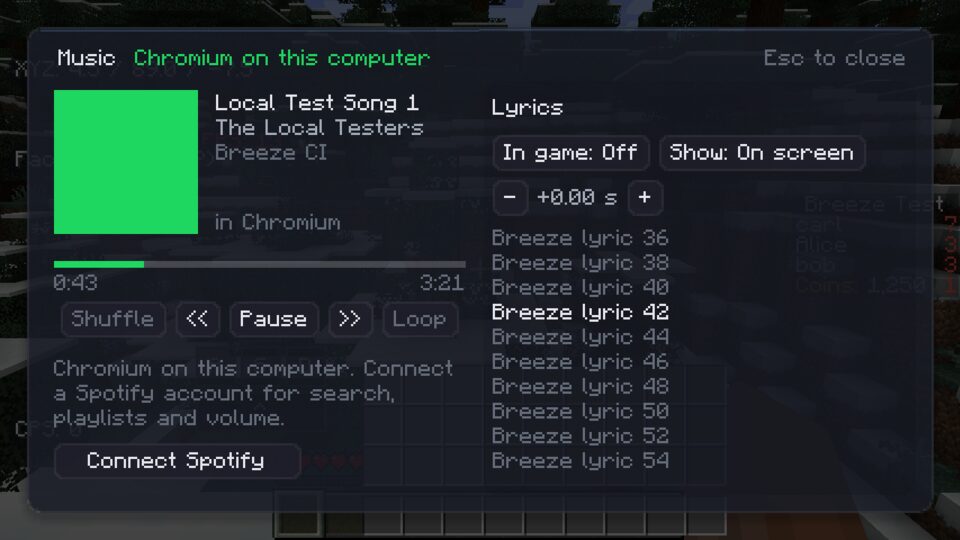 Music Chromium on this computer
Esc to close
Local Test Song 1
The Local Testers
Breeze CI
in Chromium
0:43
3:21
Shuffle
<<
Pause
>>
Loop
Chromium on this computer. Connect
a Spotify account for search,
playlists and volume.
Connect Spotify
Lyrics
In game: Off
Show: On screen
- +0.00 s +
Breeze lyric 36
Breeze lyric 38
Breeze lyric 40
Breeze lyric 42
Breeze lyric 44
Breeze lyric 46
Breeze lyric 48
Breeze lyric 50
Breeze lyric 52
Breeze lyric 54
Breeze Test
carl
Alice
bob
Coins: 1,250